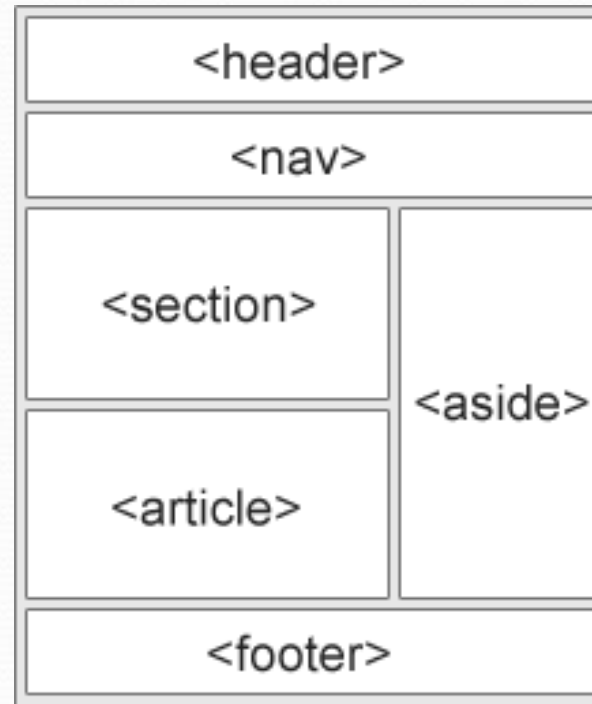 <header>
<nav>
<section>
<aside>
<article>
<footer>